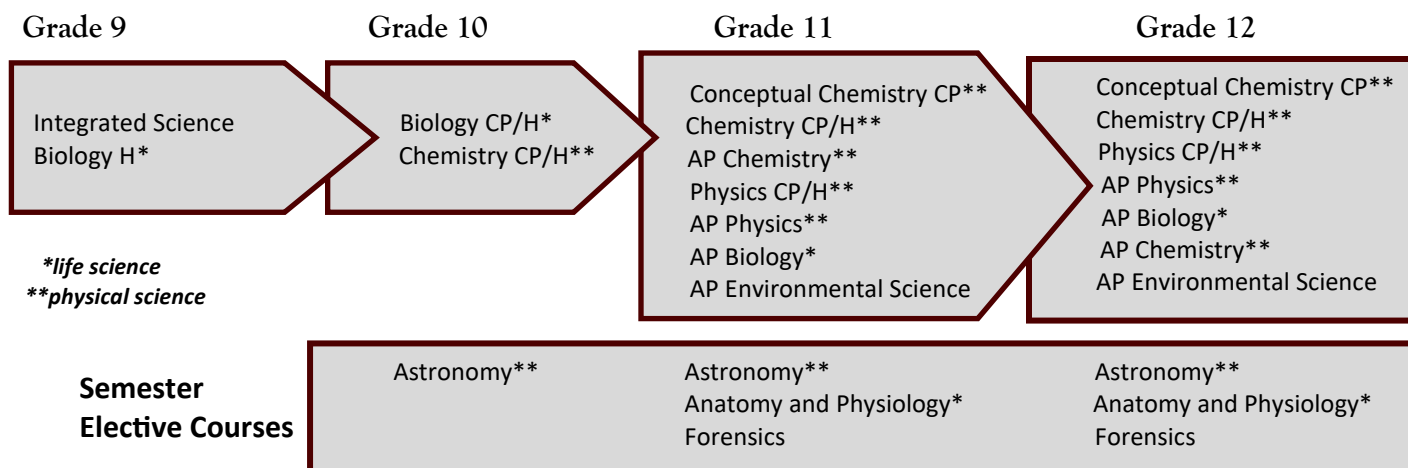 Grade 9
Integrated Science
Biology H*
Grade 10
Biology CP/H*
Chemistry CP/H**
Grade 11
Conceptual Chemistry CP**
Chemistry CP/H**
AP Chemistry**
Physics CP/H**
AP Physics**
AP Biology*
AP Environmental Science
Grade 12
Conceptual Chemistry CP**
Chemistry CP/H**
Physics CP/H**
AP Physics**
AP Biology*
AP Chemistry**
AP Environmental Science
*life science
**physical science
Semester
Elective Courses
Astronomy**
Astronomy**
Anatomy and Physiology*
Forensics
Astronomy**
Anatomy and Physiology*
Forensics